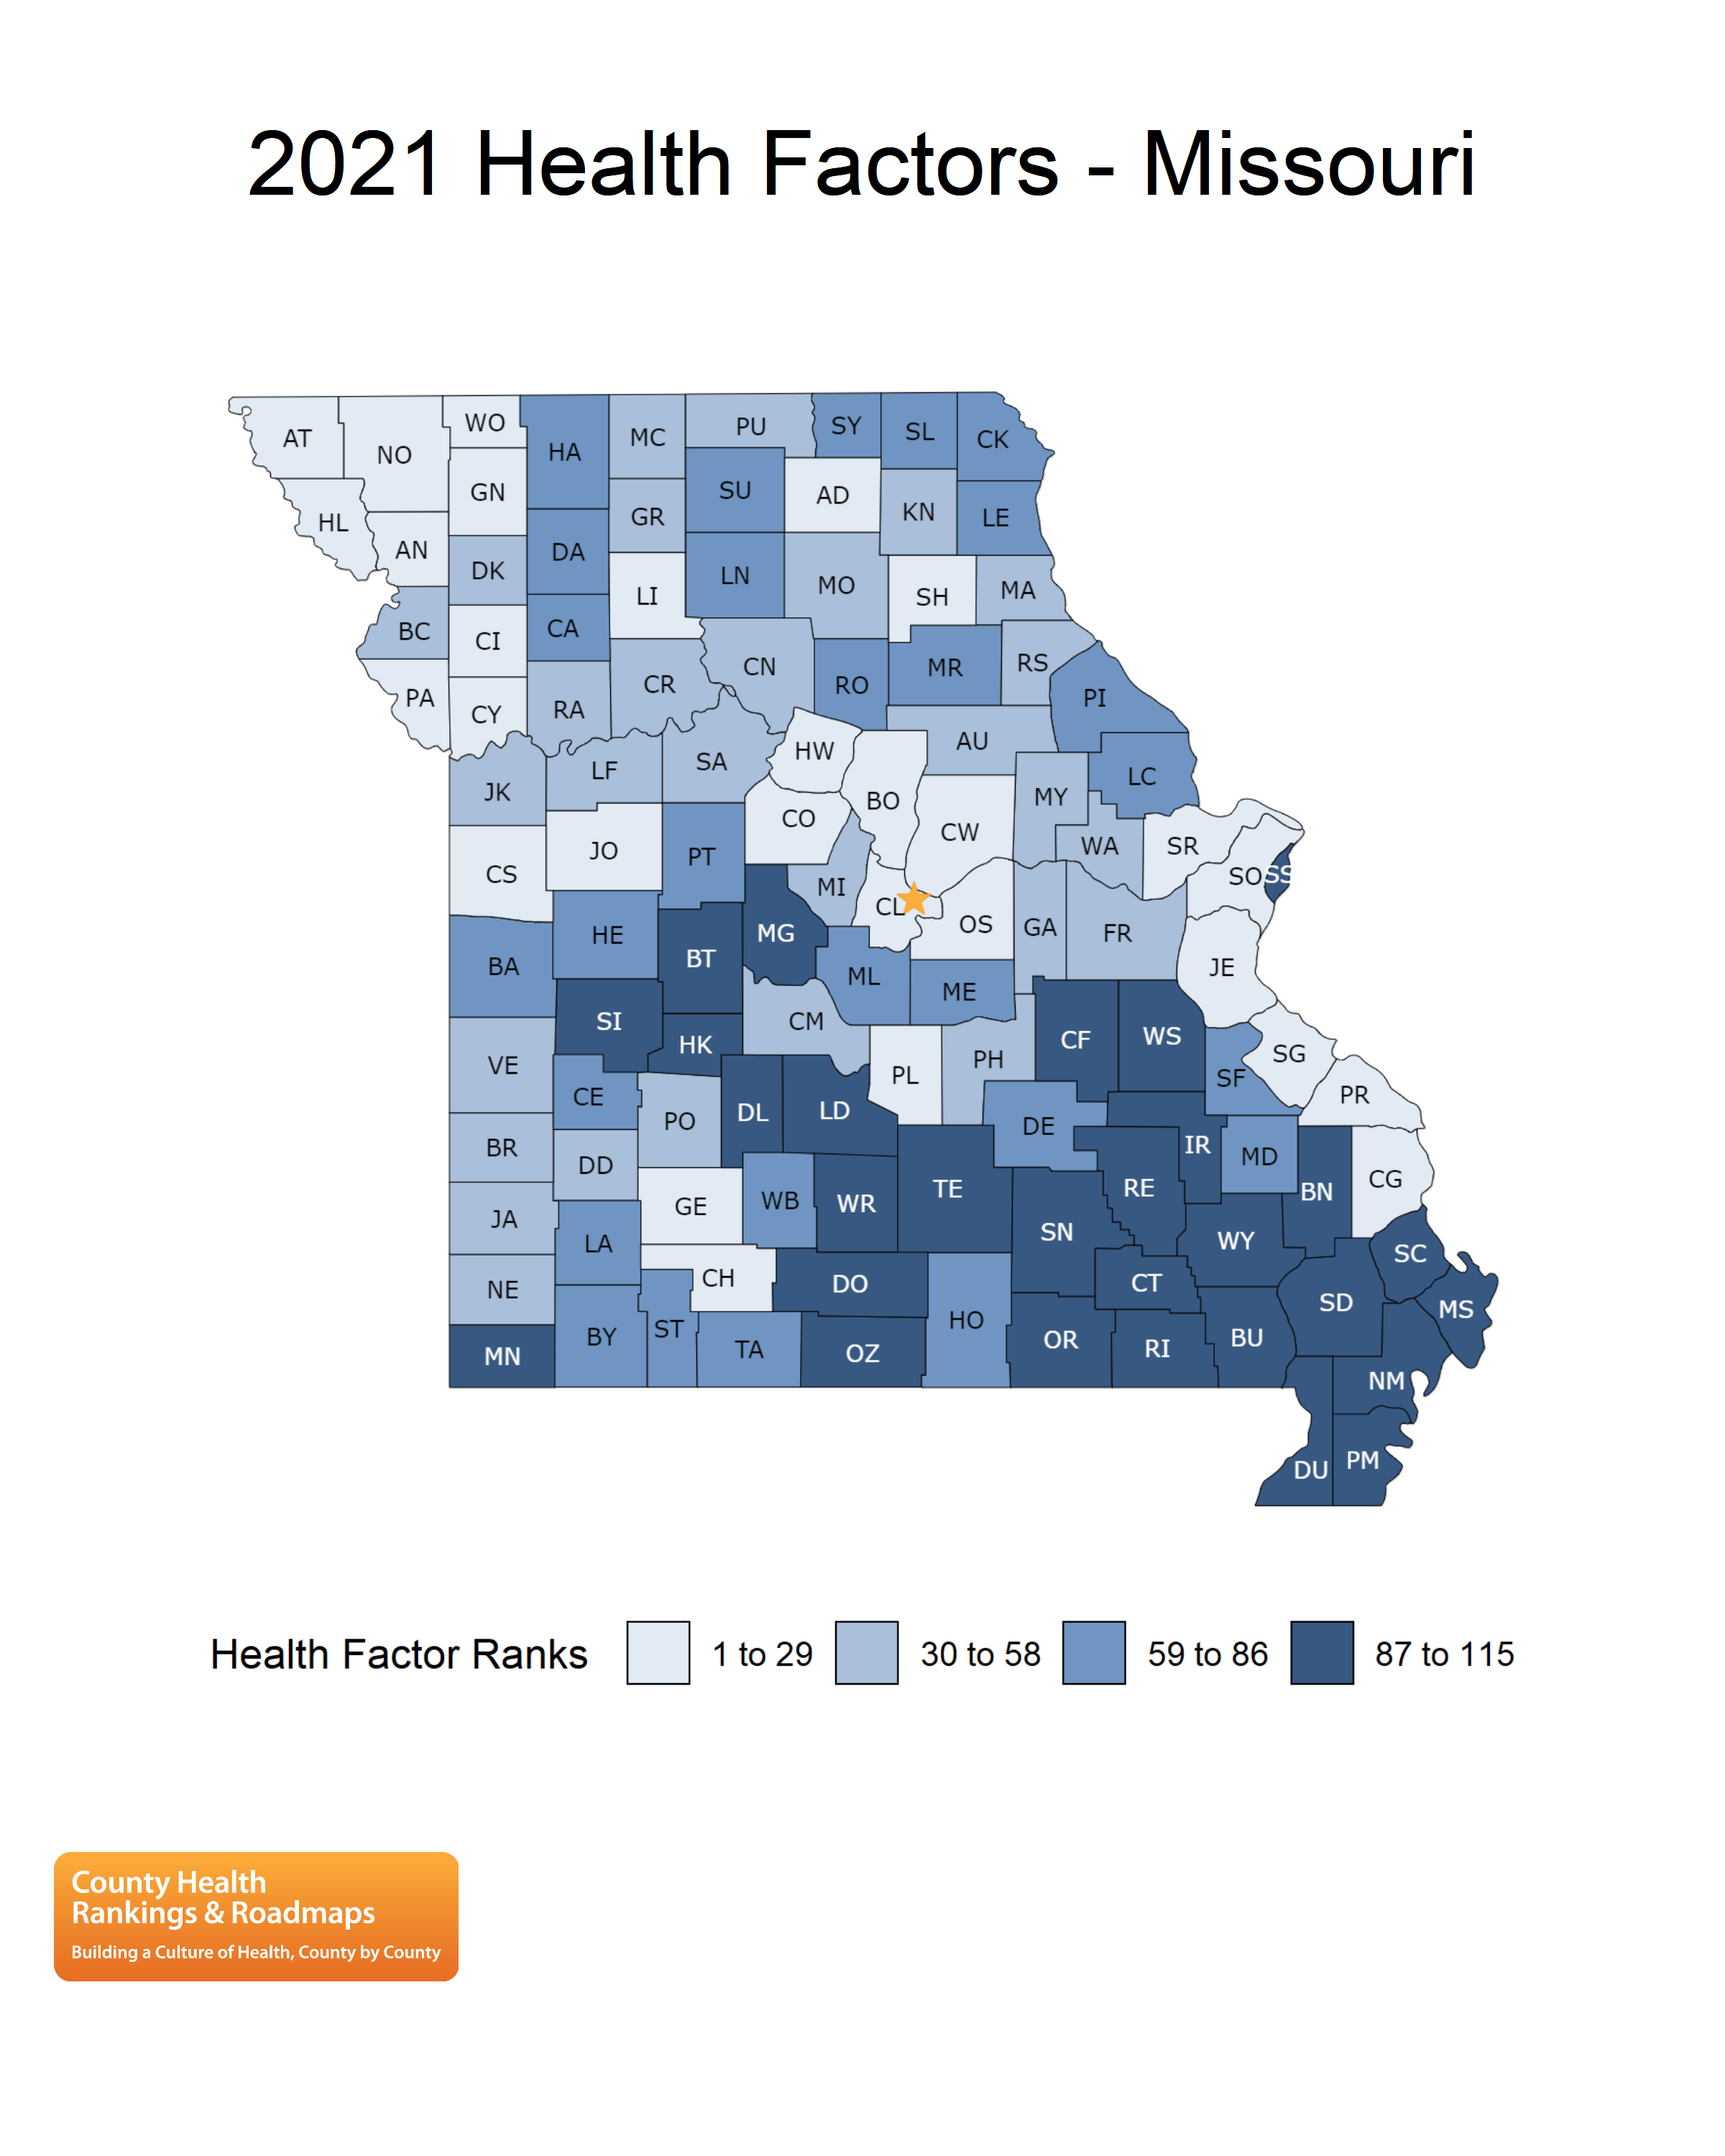 2021 Health Factors - Missouri
AT NO WO HA MC PU SY SL CK
HL AN GN GR SU AD KN LE
DK DA LI LN MO SH MA
BC CI CA CR CN RO MR RS PI
PA CY RA LF SA HW BO AU MY LC
JK CO CW WA SR SO SS
CS JO PT MI CL OS GA FR JE
BA HE BT MG ML ME CF WS SG
VE SI HK CM PL PH SF PR
CE PO DL LD DE IR MD BN CG
BR DD GE WB WR TE RE SN WY SC
JA LA CH DO CT SD MS
NE BY ST TA OZ HO OR RI BU
MN NM
DU PM
Health Factor Ranks 1 to 29 30 to 58 59 to 86 87 to 115
County Health
Rankings & Roadmaps
Building a Culture of Health, County by County